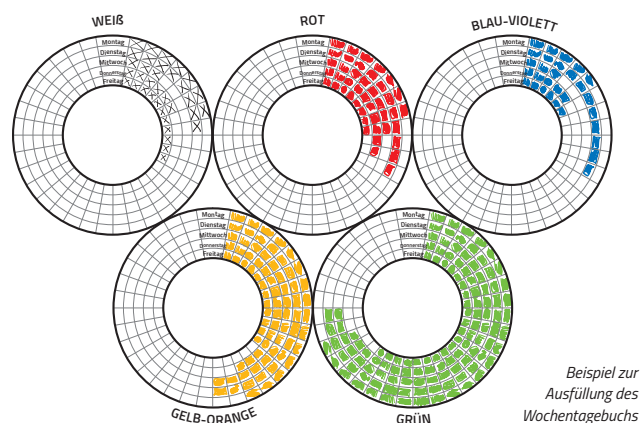 WEIß
Montag
Dienstag
Mittwoch
Donnerstag
Freitag
ROT
Montag
Dienstag
Mittwoch
Donnerstag
Freitag
BLAU-VIOLETT
Montag
Dienstag
Mittwoch
Donnerstag
Freitag
GELB-ORANGE
Montag
Dienstag
Mittwoch
Donnerstag
Freitag
GRÜN
Montag
Dienstag
Mittwoch
Donnerstag
Freitag
Beispiel zur
Ausfüllung des
Wochentagebuchs